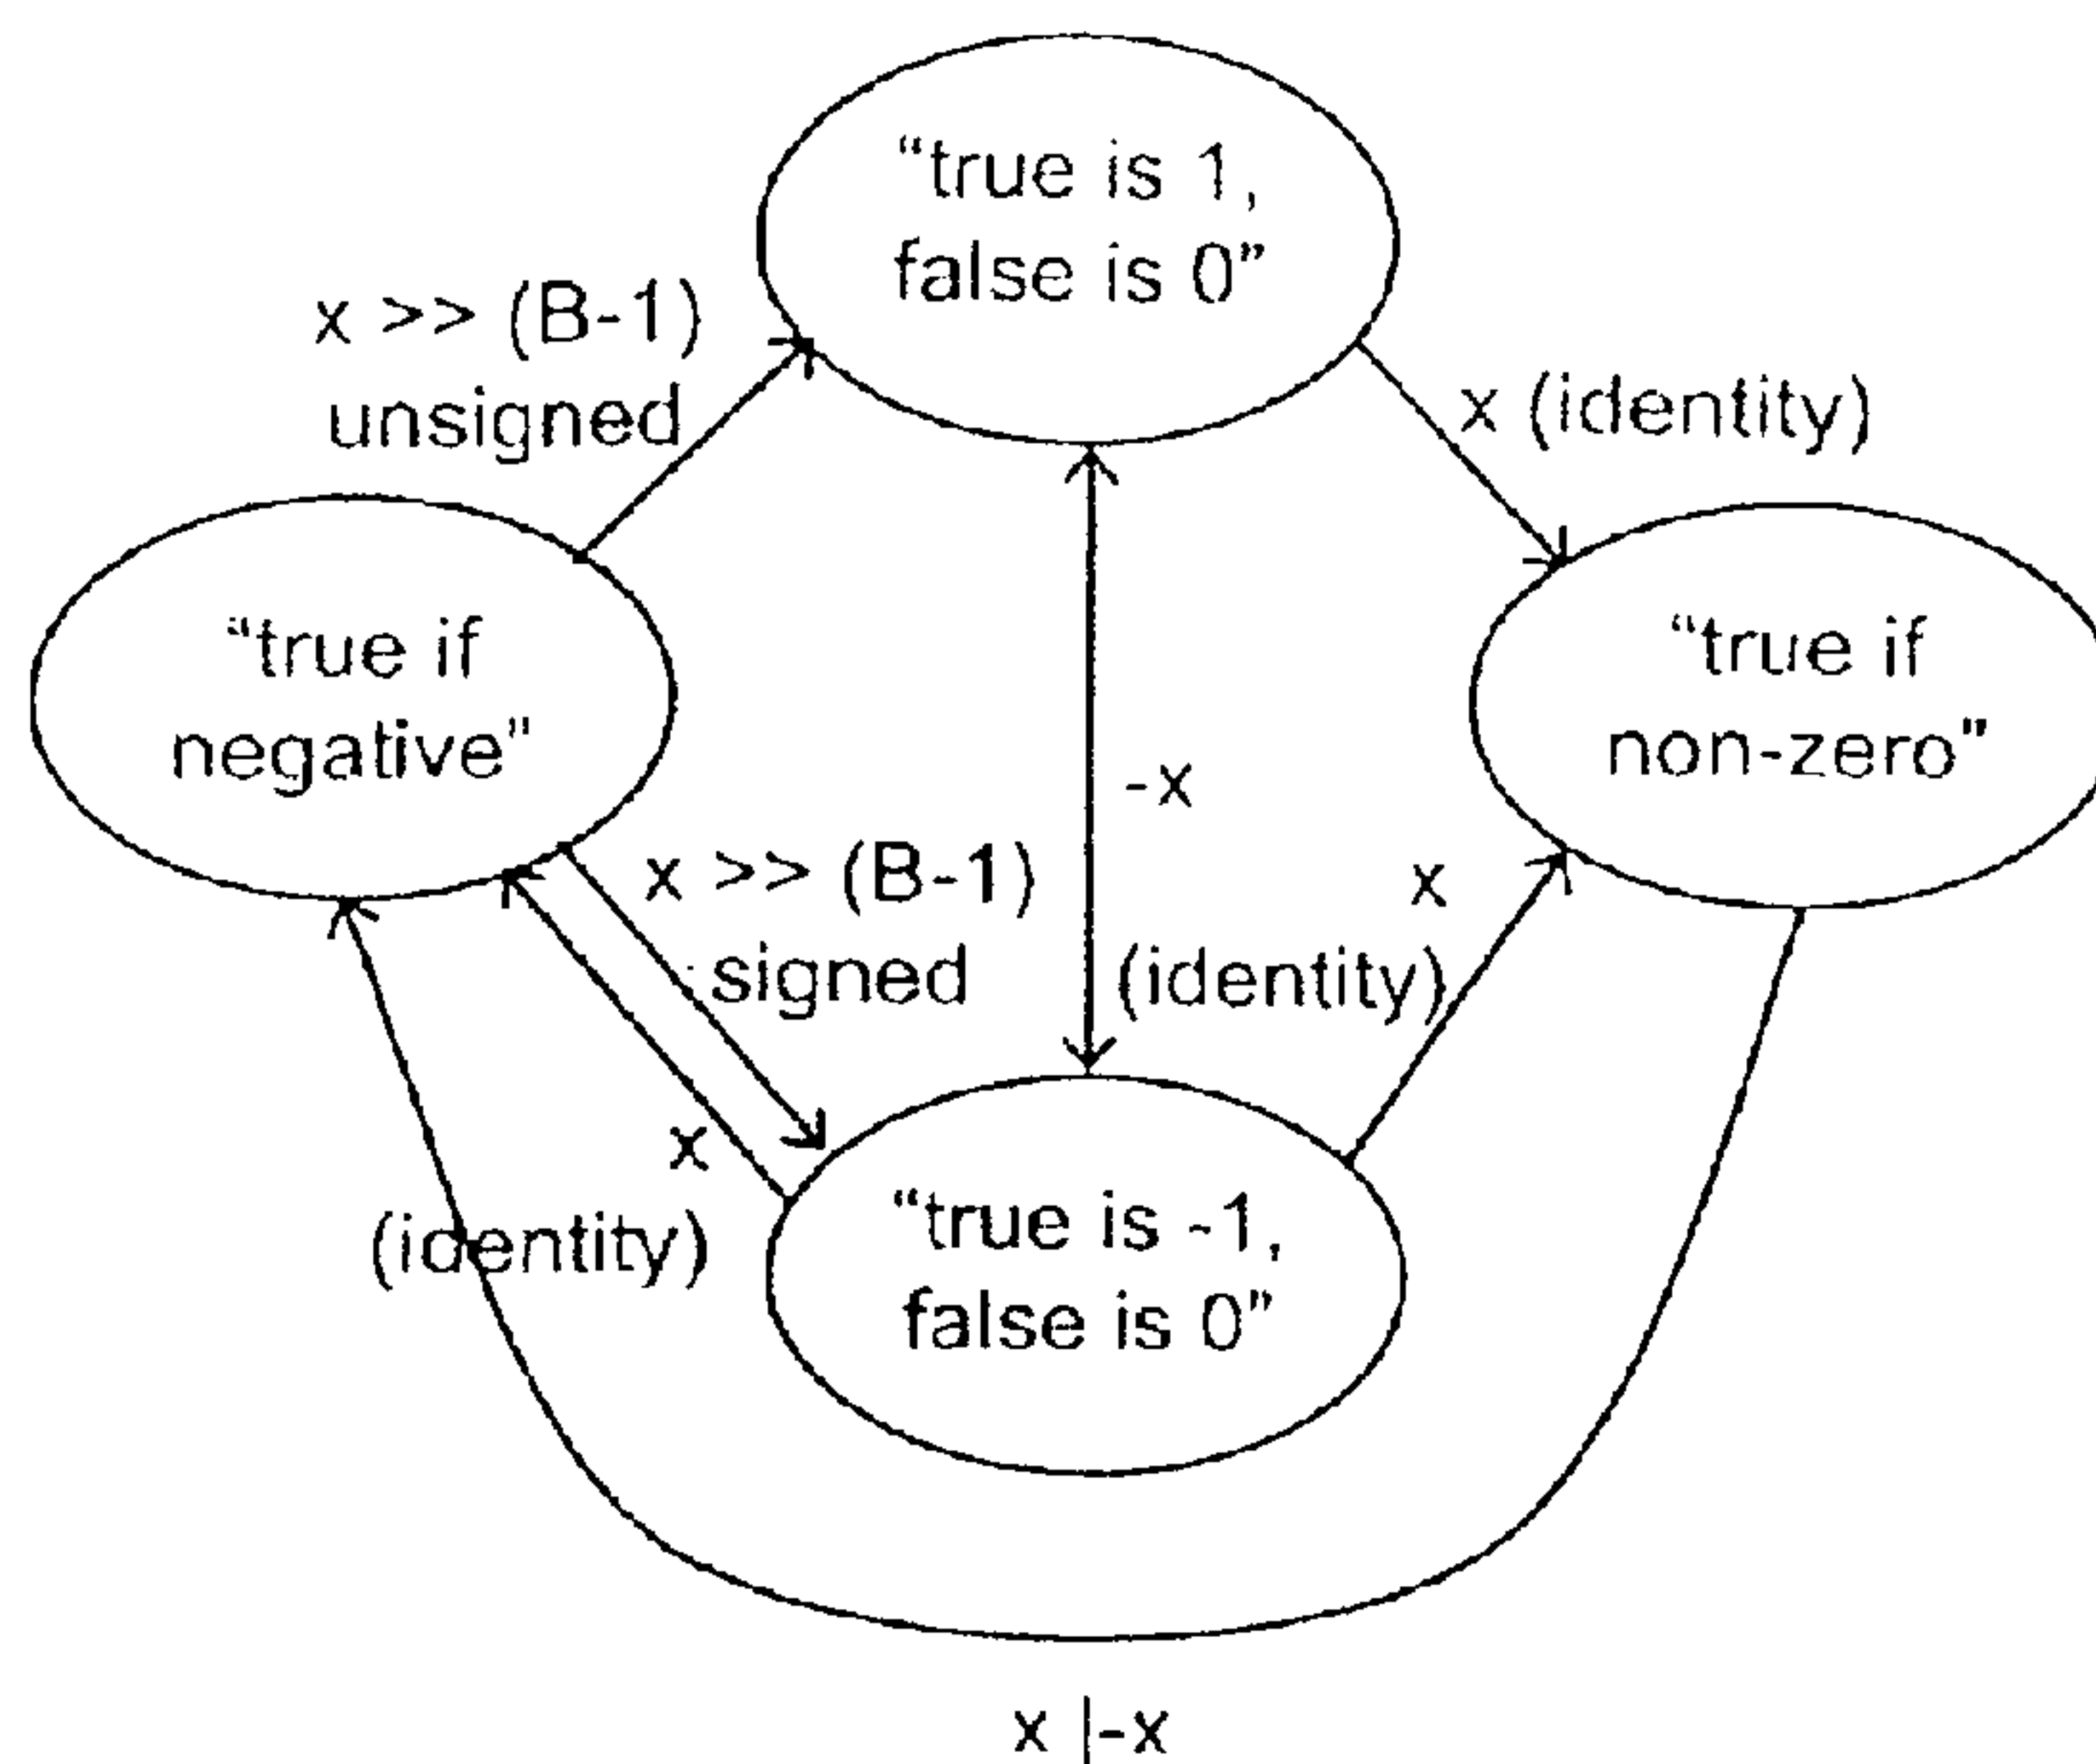 “true is 1,
false is 0”
x >> (B-1)
unsigned
x (identity)
“true if
negative”
“true if
non-zero”
-x
x >> (B-1)
signed
x
(identity)
x
(identity)
“true is -1,
false is 0”
x |-x